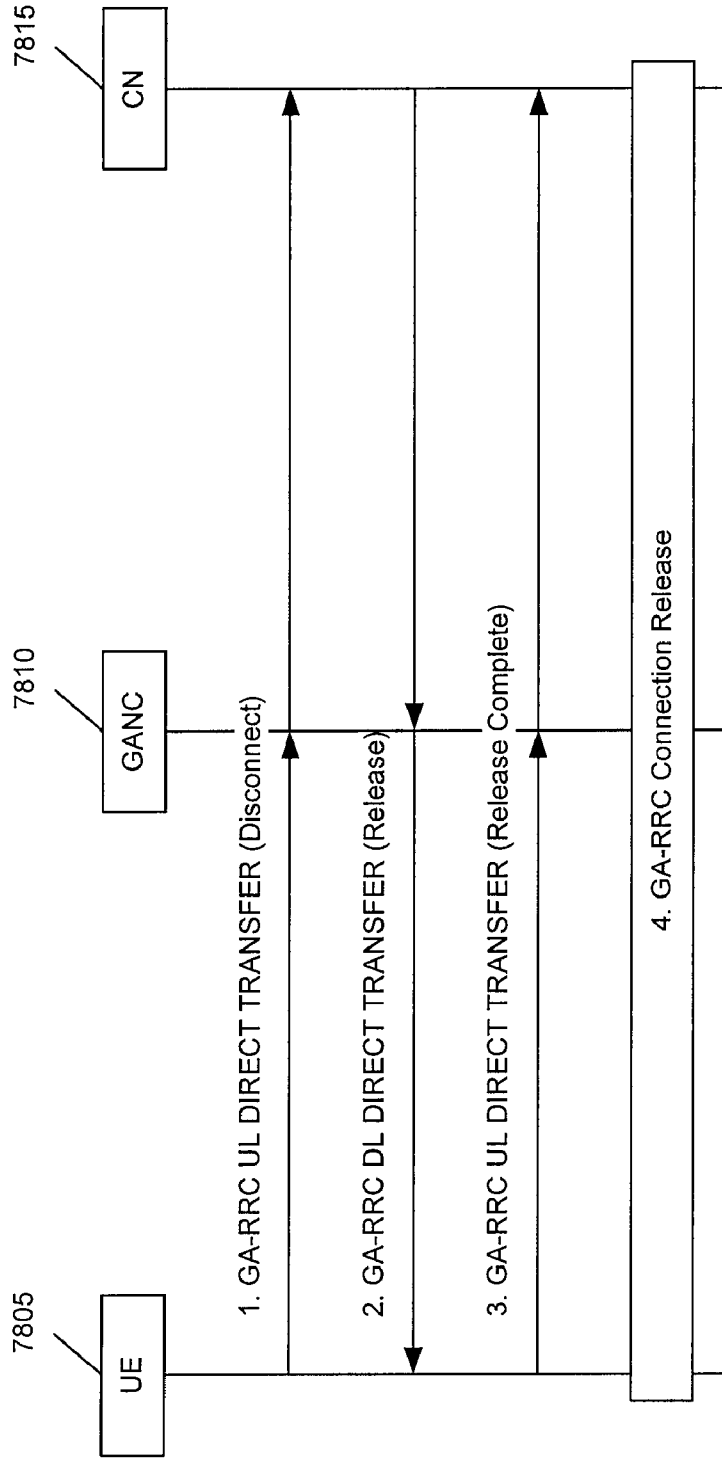 7805
7810
7815
UE
GANC
CN
1. GA-RRC UL DIRECT TRANSFER (Disconnect)
2. GA-RRC DL DIRECT TRANSFER (Release)
3. GA-RRC UL DIRECT TRANSFER (Release Complete)
4. GA-RRC Connection Release